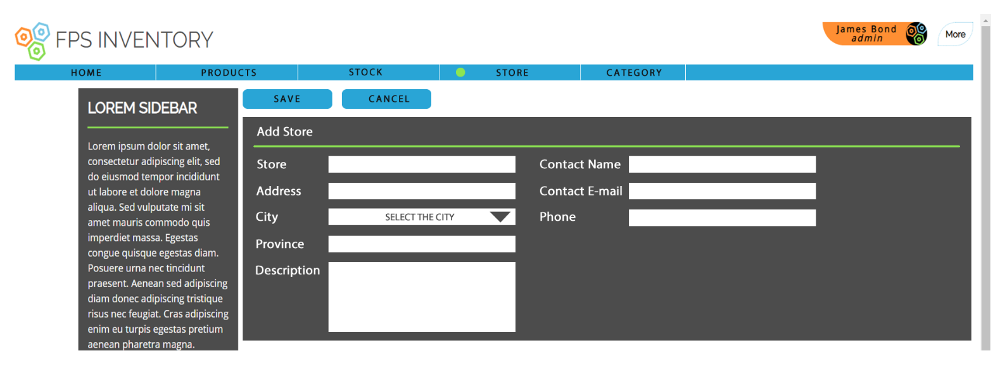 FPS INVENTORY
James Bond
admin
More
HOME PRODUCTS STOCK STORE CATEGORY
LOREM SIDEBAR
Lorem ipsum dolor sit amet,
consectetur adipiscing elit, sed
do eiusmod tempor incididunt
ut labore et dolore magna
aliqua. Sed vulputate mi sit
amet mauris commodo quis
imperdiet massa. Egestas
congue quisque egestas diam.
Posuere urna nec tincidunt
praesent. Aenean sed adipiscing
diam donec adipiscing tristique
risus nec feugiat. Cras adipiscing
enim eu turpis egestas pretium
aenean pharetra magna.
SAVE CANCEL
Add Store
Store
Address
City SELECT THE CITY
Province
Description
Contact Name
Contact E-mail
Phone